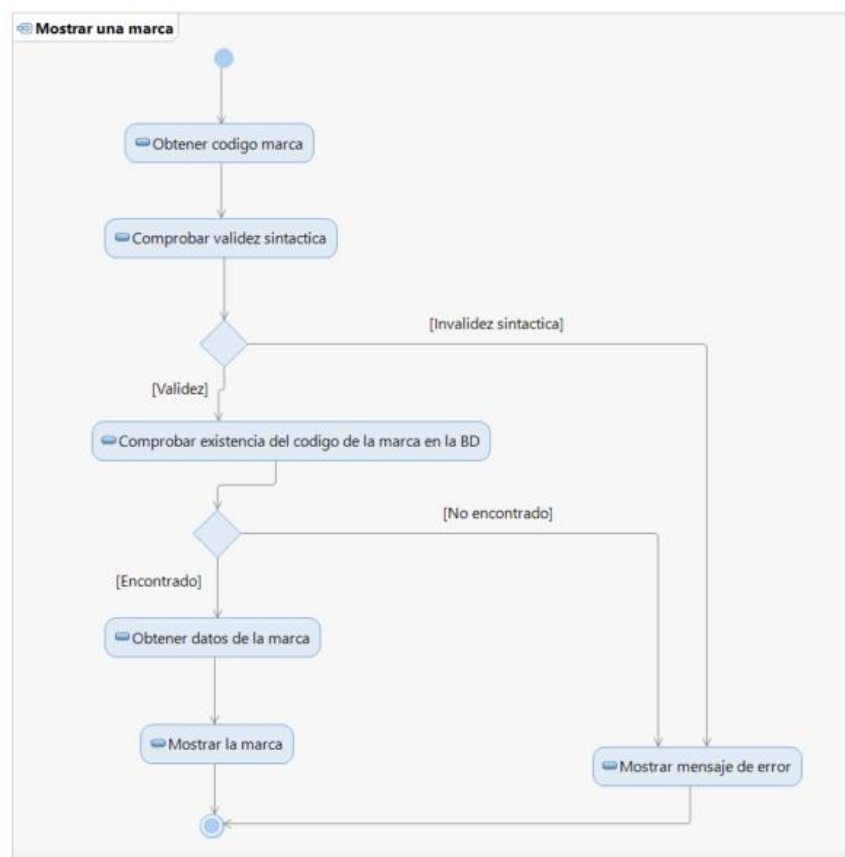 Mostrar una marca
Obtener codigo marca
Comprobar validez sintactica
[Invalidez sintactica]
[Validez]
Comprobar existencia del codigo de la marca en la BD
[No encontrado]
[Encontrado]
Obtener datos de la marca
Mostrar la marca
Mostrar mensaje de error